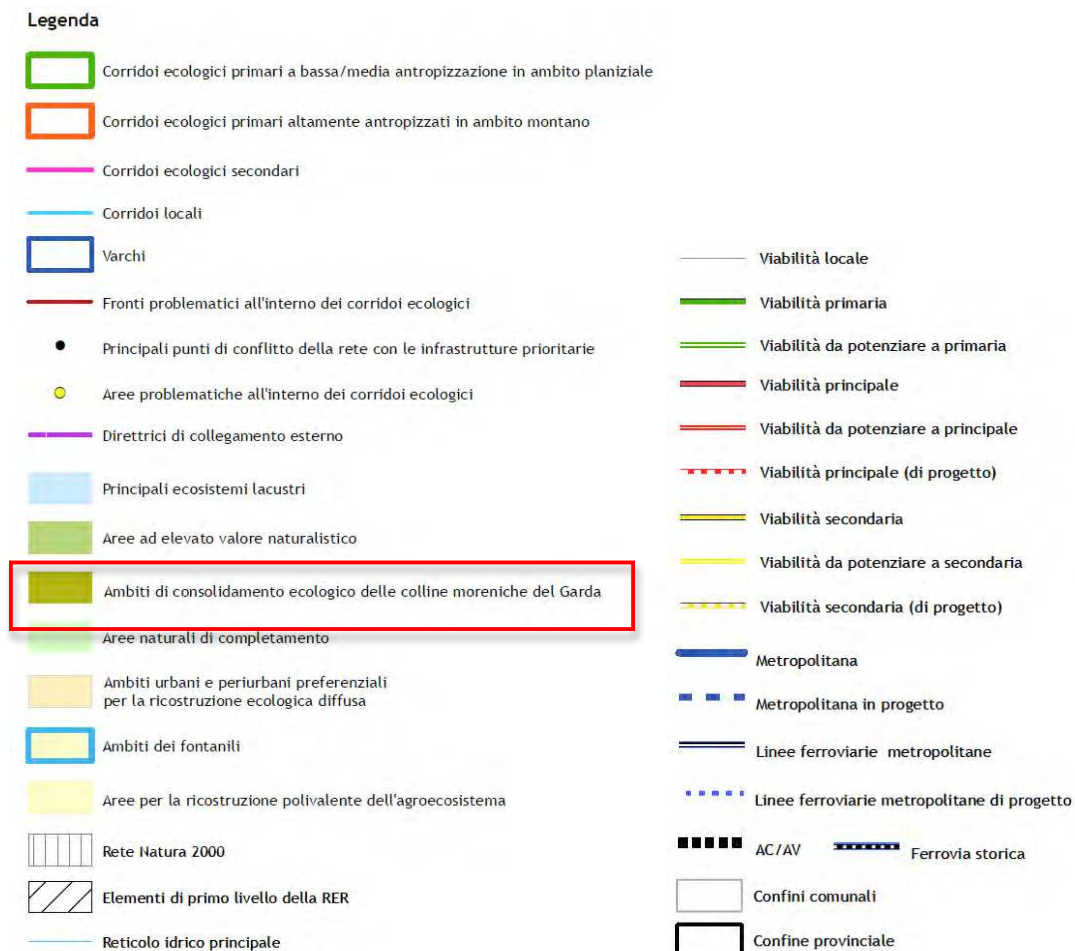 Legenda
Corridoi ecologici primari a bassa/media antropizzazione in ambito planiziale
Corridoi ecologici primari altamente antropizzati in ambito montano
Corridoi ecologici secondari
Corridoi locali
Varchi
Fronti problematici all'interno dei corridoi ecologici
Principali punti di conflitto della rete con le infrastrutture prioritarie
Aree problematiche all'interno dei corridoi ecologici
Direttrici di collegamento esterno
Principali ecosistemi lacustri
Aree ad elevato valore naturalistico
Ambiti di consolidamento ecologico delle colline moreniche del Garda
Aree naturali di completamento
Ambiti urbani e periurbani preferenziali
per la ricostruzione ecologica diffusa
Ambiti dei fontanili
Aree per la ricostruzione polivalente dell'agroecosistema
Rete Natura 2000
Elementi di primo livello della RER
Reticolo idrico principale
Viabilità locale
Viabilità primaria
Viabilità da potenziare a primaria
Viabilità principale
Viabilità da potenziare a principale
Viabilità principale (di progetto)
Viabilità secondaria
Viabilità da potenziare a secondaria
Viabilità secondaria (di progetto)
Metropolitana
Metropolitana in progetto
Linee ferroviarie metropolitane
Linee ferroviarie metropolitane di progetto
AC/AV
Ferrovia storica
Confini comunali
Confine provinciale